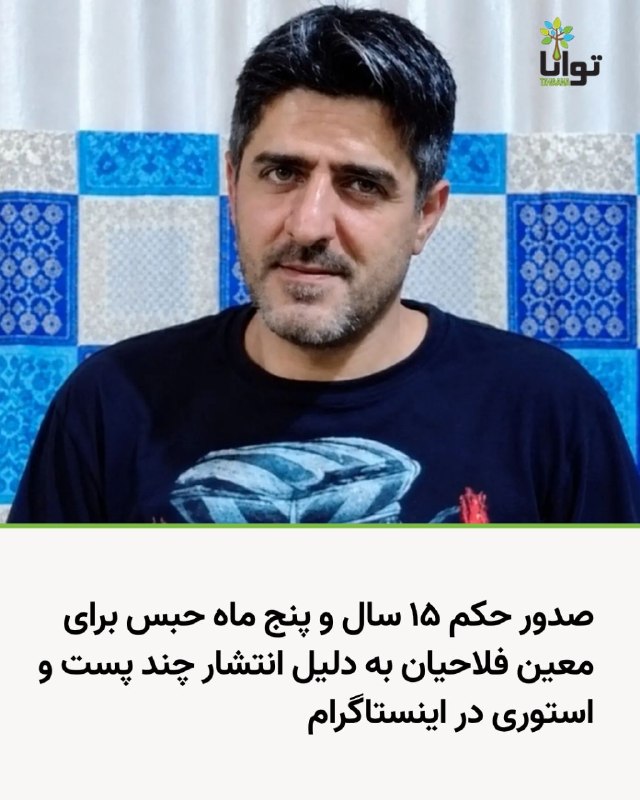 توانا
TAVAANA
صدور حکم ۱۵ سال و پنج ماه حبس برای
معین فلاحیان به دلیل انتشار چند پست و
استوری در اینستاگرام